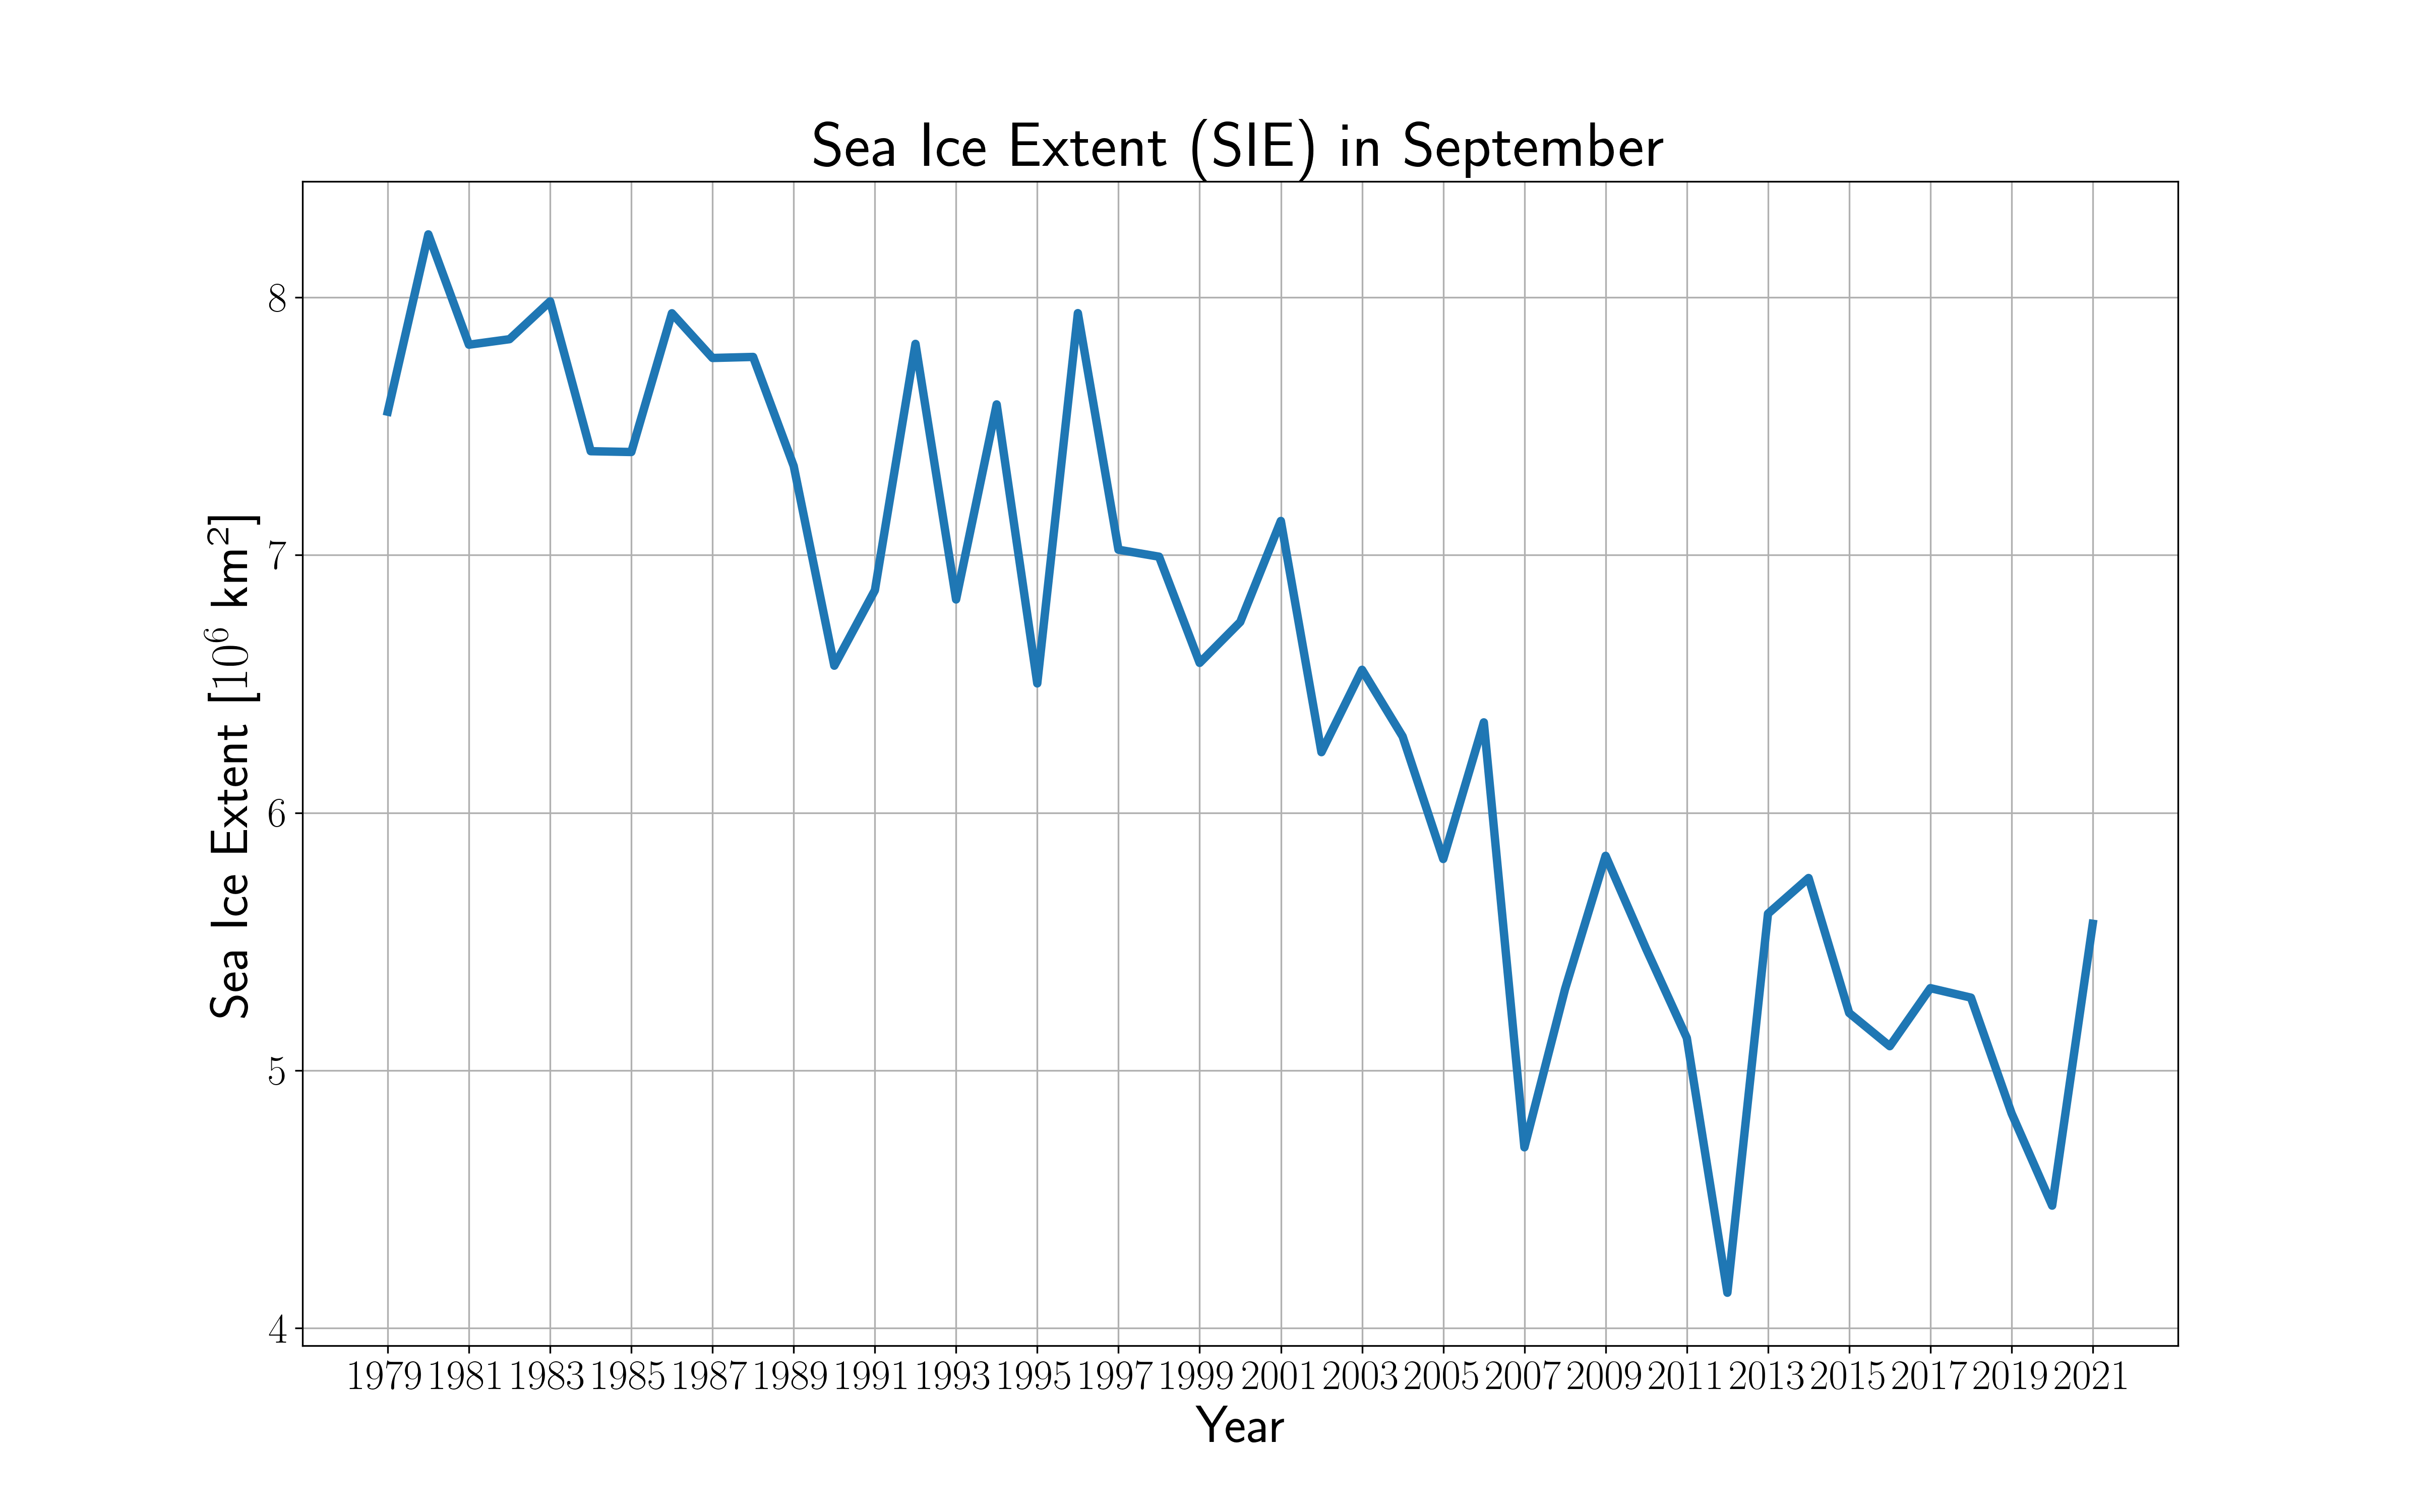 Sea Ice Extent (SIE) in September
Sea Ice Extent [10⁶ km²]
8
7
6
5
4
1979 1981 1983 1985 1987 1989 1991 1993 1995 1997 1999 2001 2003 2005 2007 2009 2011 2013 2015 2017 2019 2021
Year